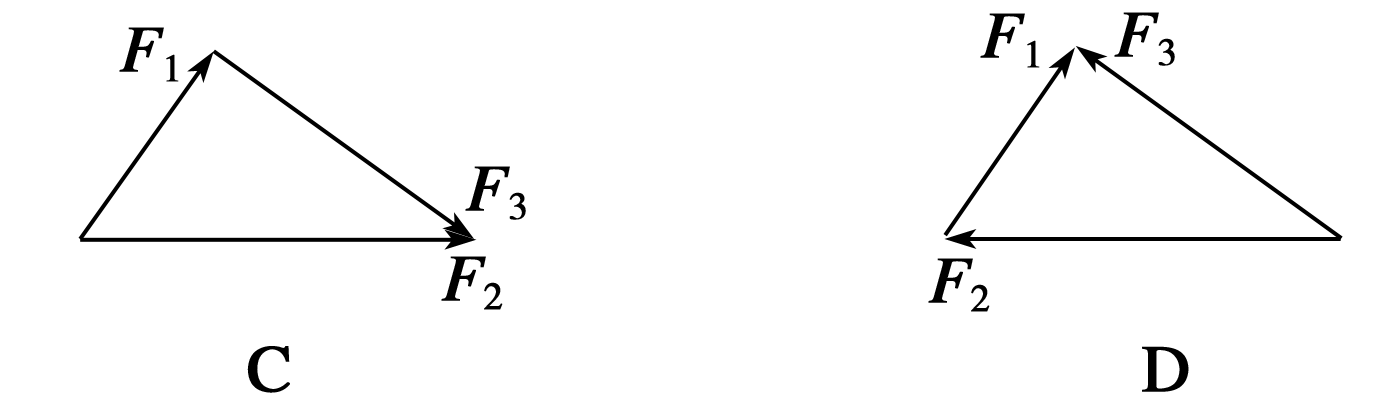 F₁ F₁ F₃
F₃
F₂ F₂
C D